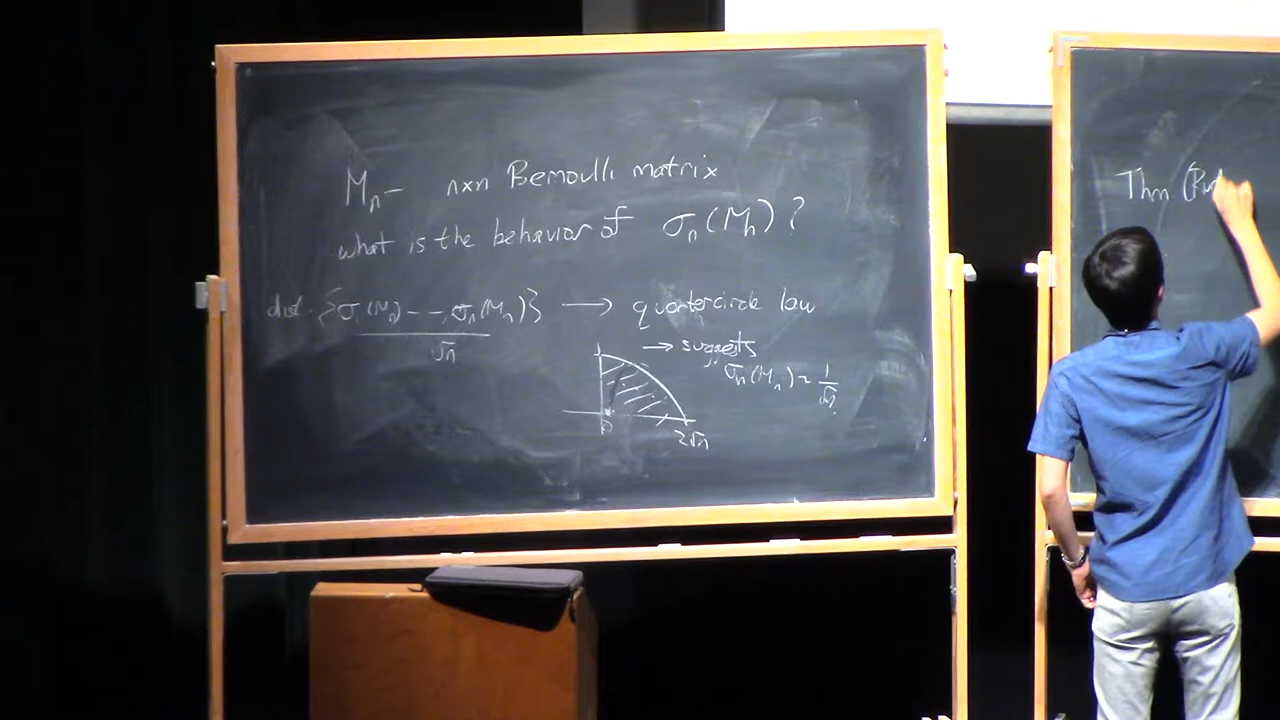 Mₙ – n×n Bernoulli matrix
what is the behavior of σₙ(Mₙ)?
dist. {σ₁(Mₙ) - - , σₙ(Mₙ)} / √n → quartercircle law
→ suggests
σₙ(Mₙ) ~ 1/√n
0
2√n
Thm (Ru